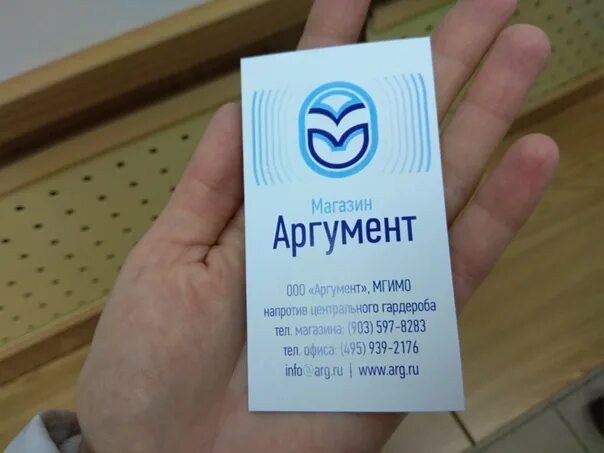 Магазин
Аргумент
ООО «Аргумент», МГИМО
напротив центрального гардероба
тел. магазина: (903) 597-8283
тел. офиса: (495) 939-2176
info@arg.ru | www.arg.ru